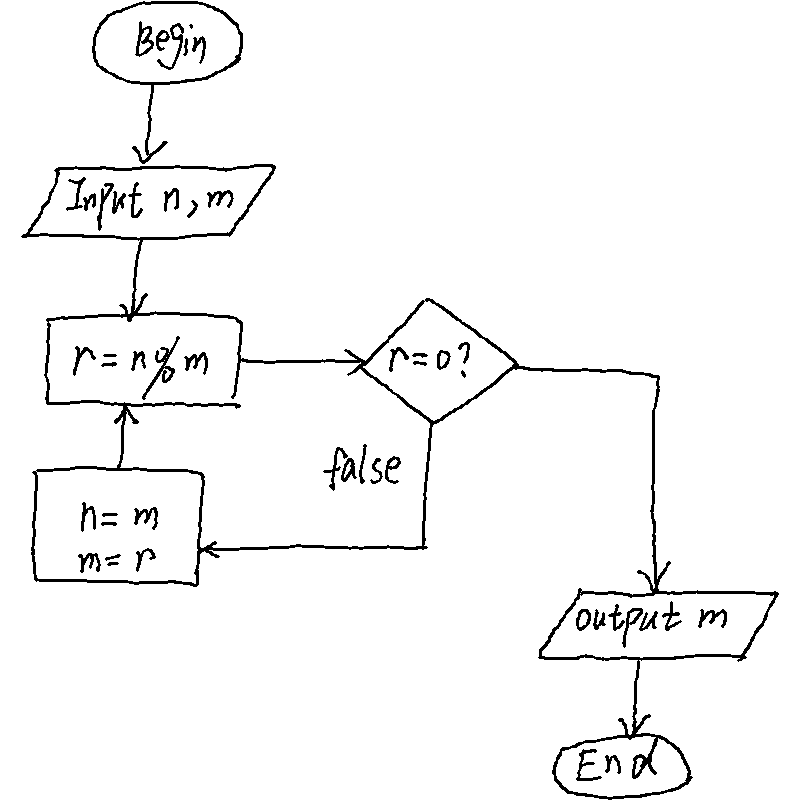 Begin
Input n, m
r = n % m
r = 0 ?
false
n = m
m = r
output m
End